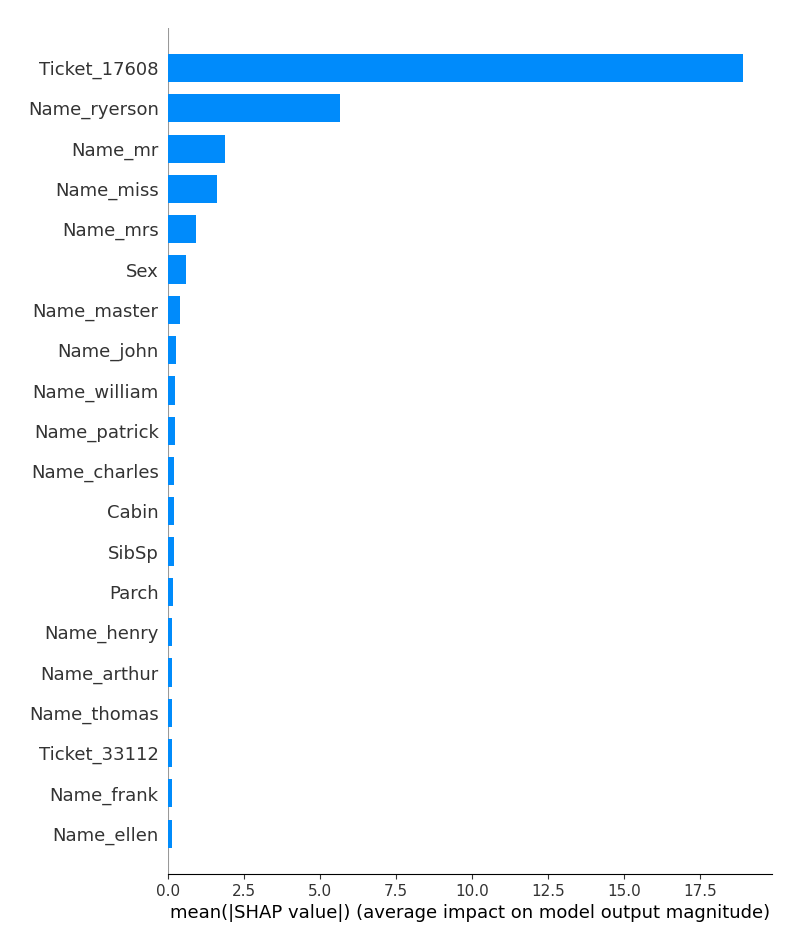 Ticket_17608
Name_ryerson
Name_mr
Name_miss
Name_mrs
Sex
Name_master
Name_john
Name_william
Name_patrick
Name_charles
Cabin
SibSp
Parch
Name_henry
Name_arthur
Name_thomas
Ticket_33112
Name_frank
Name_ellen
0.0 2.5 5.0 7.5 10.0 12.5 15.0 17.5
mean(|SHAP value|) (average impact on model output magnitude)